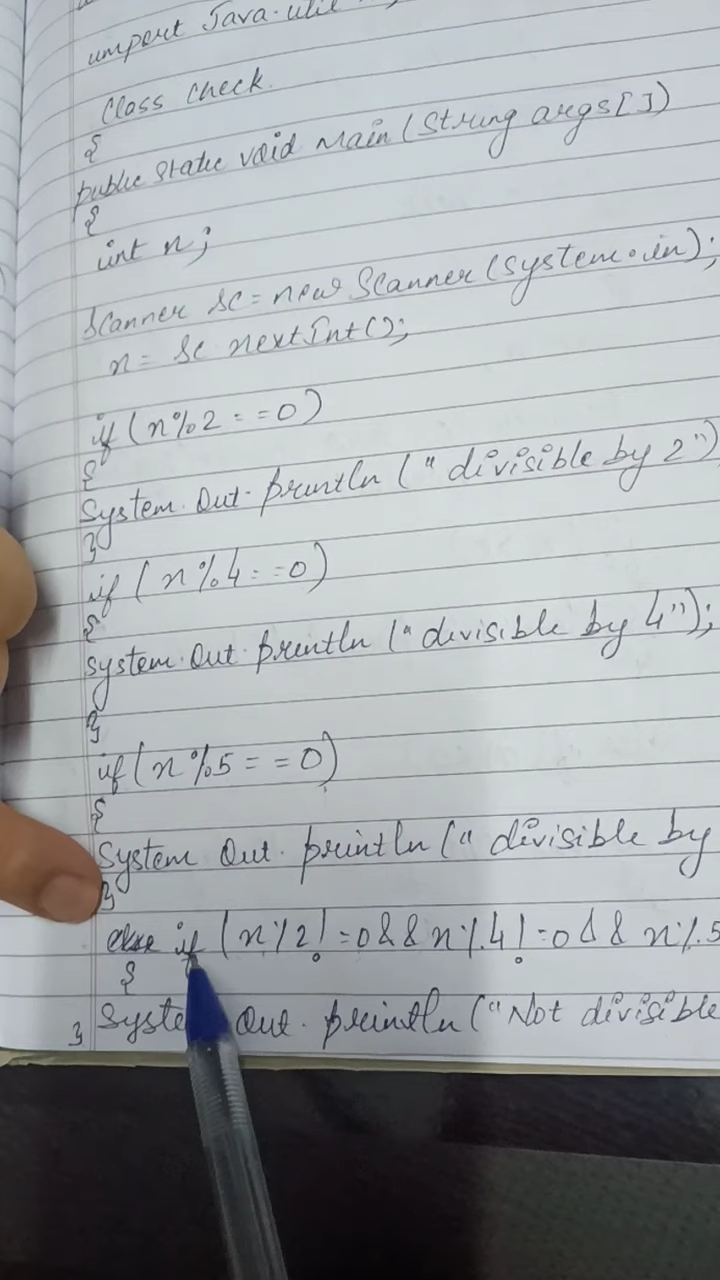 import Java.util
Class Check
{
public static void main (String args[])
{
int n;
Scanner sc = new Scanner (System.in);
n = sc nextInt();
if (n%2 = =0)
{
System. Out. println (" divisible by 2")
}
if (n%4 = =0)
{
System. Out. println (" divisible by 4");
}
if (n%5 = =0)
{
System Out. println (" divisible by
}
else if (n%2! =0 && n%4! =0 && n%5
{
System Out. println ("Not divisible
}